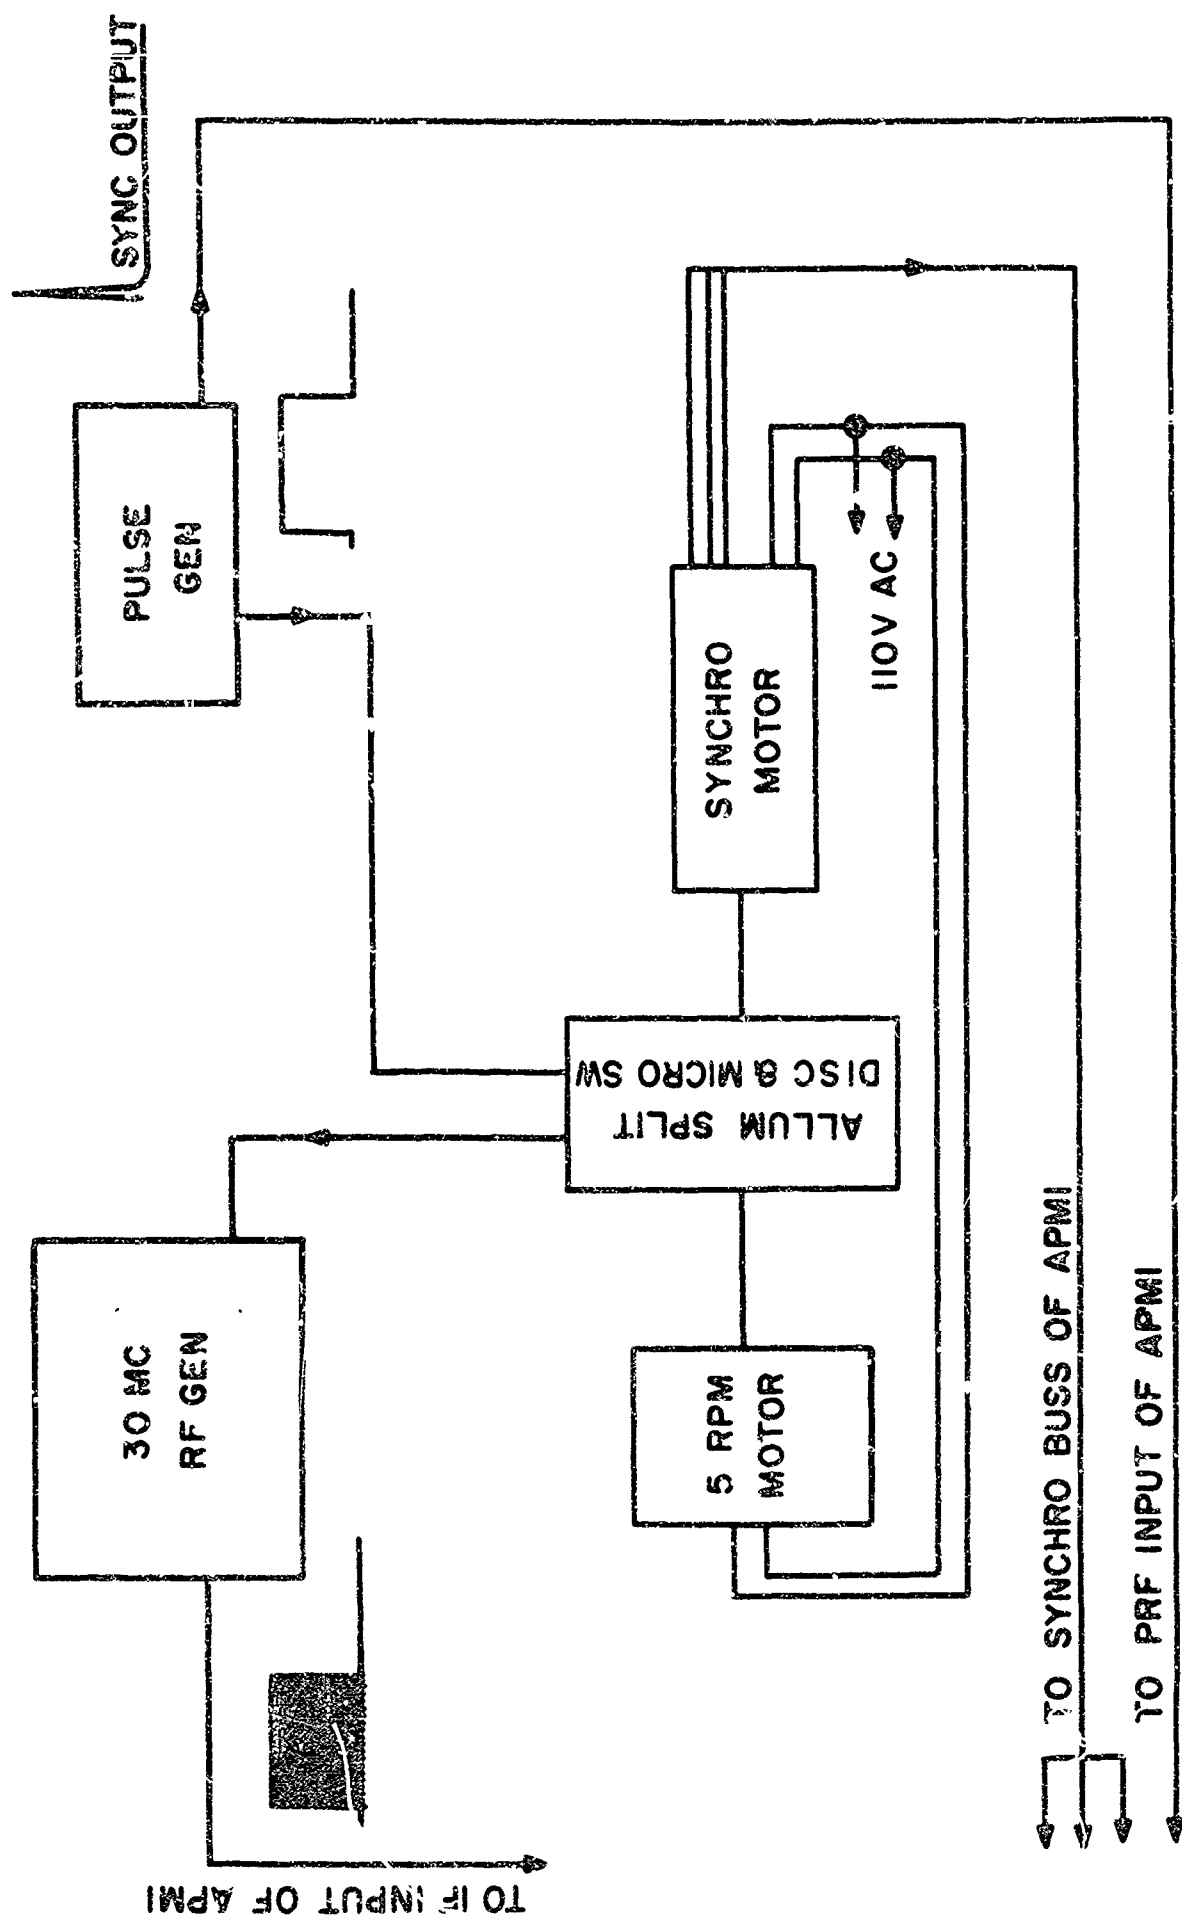 SYNC OUTPUT
PULSE
GEN
30 MC
RF GEN
TO IF INPUT OF APMI
ALLUM SPLIT
DISC & MICRO SW
SYNCHRO
MOTOR
110V AC
5 RPM
MOTOR
TO SYNCHRO BUSS OF APMI
TO PRF INPUT OF APMI